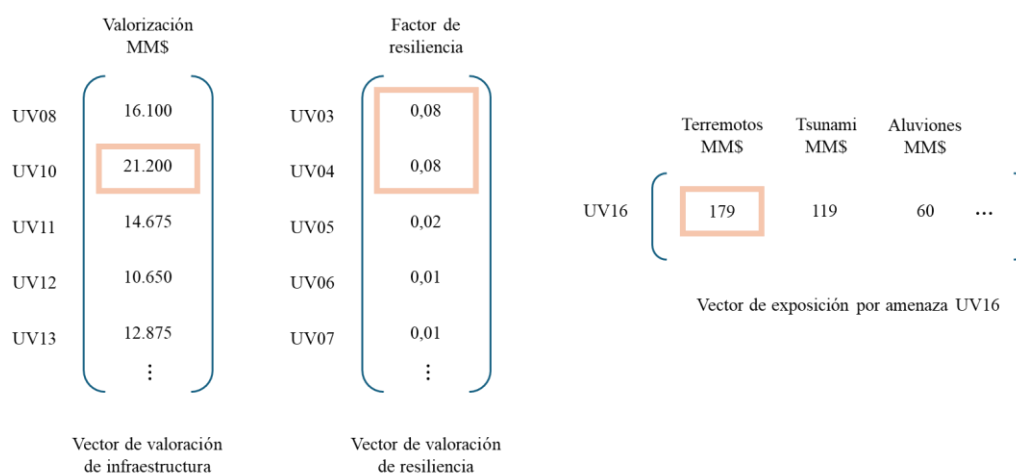 Valorización
MM$
UV08 16.100
UV10 21.200
UV11 14.675
UV12 10.650
UV13 12.875
⋮
Vector de valoración
de infraestructura
Factor de
resiliencia
UV03 0,08
UV04 0,08
UV05 0,02
UV06 0,01
UV07 0,01
⋮
Vector de valoración
de resiliencia
Terremotos Tsunami Aluviones
MM$ MM$ MM$
UV16 179 119 60 ...
Vector de exposición por amenaza UV16